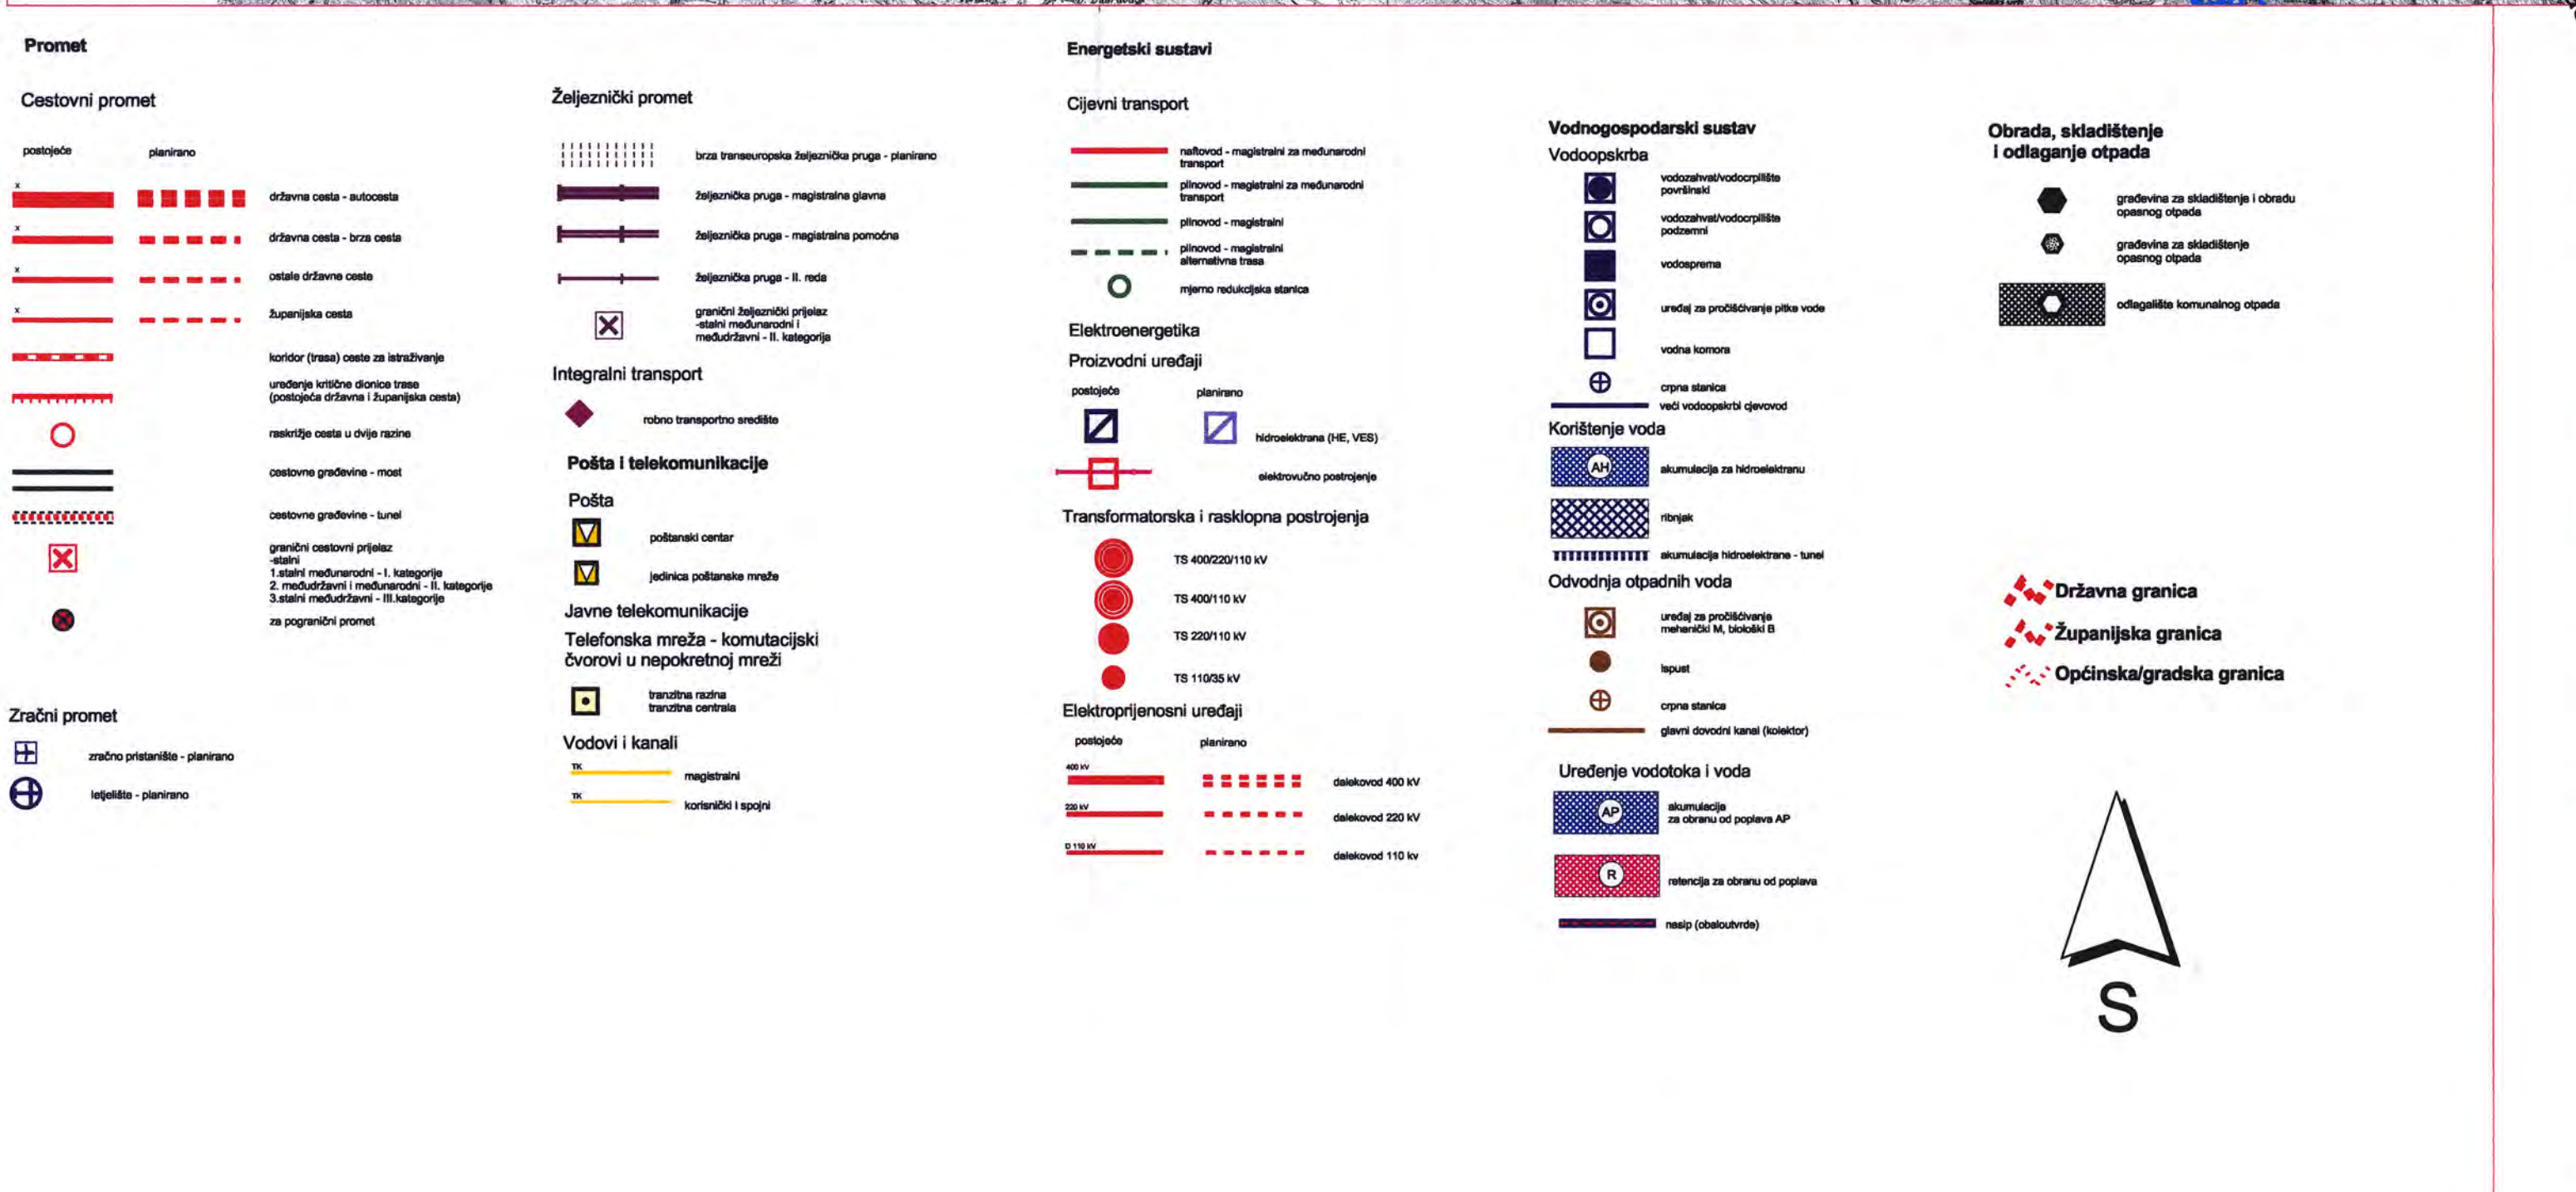 Promet
Cestovni promet
postojeće
planirano
x
državna cesta - autocesta
x
državna cesta - brza cesta
x
ostale državne ceste
x
županijska cesta
koridor (trasa) ceste za istraživanje
uređenje kritične dionice trase
(postojeća državna i županijska cesta)
raskrižje cesta u dvije razine
cestovne građevine - most
cestovne građevine - tunel
granični cestovni prijelaz
-stalni
1.stalni međunarodni - I. kategorije
2. međudržavni i međunarodni - II. kategorije
3.stalni međudržavni - III.kategorije
za pogranični promet
Zračni promet
zračno pristanište - planirano
letjelište - planirano
Željeznički promet
brza transeuropska željeznička pruga - planirano
željeznička pruga - magistralna glavna
željeznička pruga - magistralna pomoćna
željeznička pruga - II. reda
granični željeznički prijelaz
-stalni međunarodni i
međudržavni - II. kategorije
Integralni transport
robno transportno središte
Pošta i telekomunikacije
Pošta
poštanski centar
jedinica poštanske mreže
Javne telekomunikacije
Telefonska mreža - komutacijski
čvorovi u nepokretnoj mreži
tranzitna razina
tranzitna centrala
Vodovi i kanali
TK
magistralni
TK
korisnički i spojni
Energetski sustavi
Cijevni transport
naftovod - magistralni za međunarodni
transport
plinovod - magistralni za međunarodni
transport
plinovod - magistralni
plinovod - magistralni
alternativna trasa
mjerno redukcijska stanica
Elektroenergetika
Proizvodni uređaji
postojeće
planirano
hidroelektrana (HE, VES)
elektrovučno postrojenje
Transformatorska i rasklopna postrojenja
TS 400/220/110 kV
TS 400/110 kV
TS 220/110 kV
TS 110/35 kV
Elektroprijenosni uređaji
postojeće
planirano
400 kV
dalekovod 400 kV
220 kV
dalekovod 220 kV
D 110 kV
dalekovod 110 kv
Vodnogospodarski sustav
Vodoopskrba
vodozahvat/vodocrpilište
površinski
vodozahvat/vodocrpilište
podzemni
vodosprema
uređaj za pročišćivanje pitke vode
vodna komora
crpna stanica
veći vodoopskrbi cjevovod
Korištenje voda
AH
akumulacija za hidroelektranu
ribnjak
akumulacija hidroelektrane - tunel
Odvodnja otpadnih voda
uređaj za pročišćivanje
mehanički M, biološki B
ispust
crpna stanica
glavni dovodni kanal (kolektor)
Uređenje vodotoka i voda
AP
akumulacija
za obranu od poplava AP
R
retencija za obranu od poplava
nasip (obaloutvrde)
Obrada, skladištenje
i odlaganje otpada
građevina za skladištenje i obradu
opasnog otpada
građevina za skladištenje
opasnog otpada
odlagalište komunalnog otpada
Državna granica
Županijska granica
Općinska/gradska granica
S